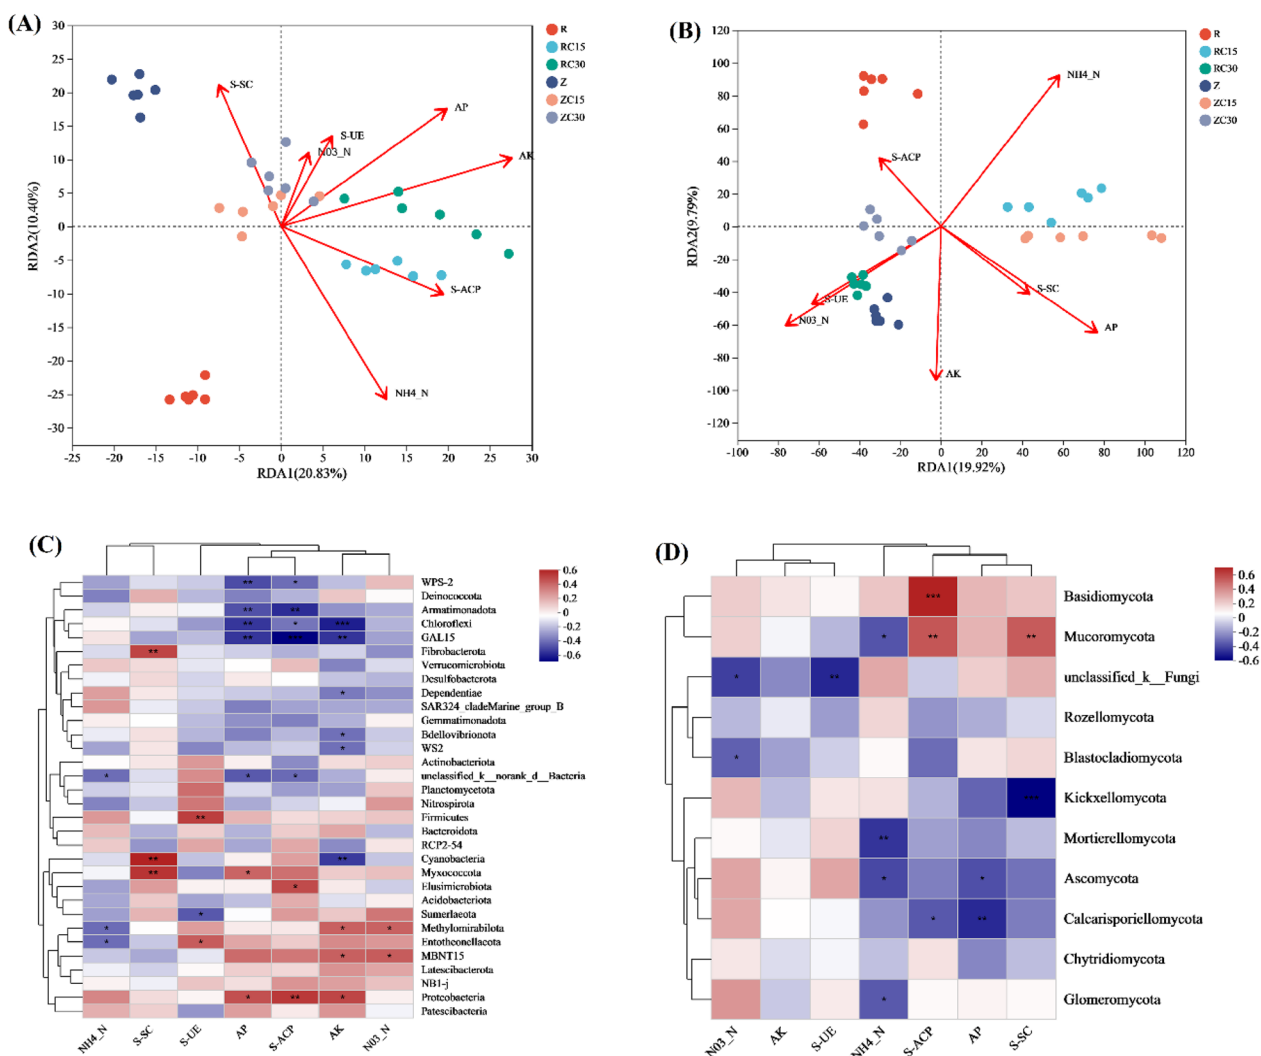 (A)
30
25
20
15
10
5
0
-5
-10
-15
-20
-25
-30
RDA2(10.40%)
-25 -20 -15 -10 -5 0 5 10 15 20 25 30
RDA1(20.83%)
S-SC
AP
S-UE
N03_N
AK
S-ACP
NH4_N
R
RC15
RC30
Z
ZC15
ZC30
(B)
120
100
80
60
40
20
0
-20
-40
-60
-80
-100
-120
RDA2(9.79%)
-100 -80 -60 -40 -20 0 20 40 60 80 100 120
RDA1(19.92%)
NH4_N
S-ACP
S-SC
S-UE
N03_N
AP
AK
R
RC15
RC30
Z
ZC15
ZC30
(C)
WPS-2
Deinococcota
Armatimonadota
Chloroflexi
GAL15
Fibrobacterota
Verrucomicrobiota
Desulfobacterota
Dependentiae
SAR324_cladeMarine_group_B
Gemmatimonadota
Bdellovibrionota
WS2
Actinobacteriota
unclassified_k__norank_d__Bacteria
Planctomycetota
Nitrospirota
Firmicutes
Bacteroidota
RCP2-54
Cyanobacteria
Myxococcota
Elusimicrobiota
Acidobacteriota
Sumerlaeota
Methylomirabilota
Entotheonellaeota
MBNT15
Latescibacterota
NB1-j
Proteobacteria
Patescibacteria
NH4_N S-SC S-UE AP S-ACP AK N03_N
0.6
0.4
0.2
0
-0.2
-0.4
-0.6
(D)
Basidiomycota
Mucoromycota
unclassified_k__Fungi
Rozellomycota
Blastocladiomycota
Kickxellomycota
Mortierellomycota
Ascomycota
Calcarisporiellomycota
Chytridiomycota
Glomeromycota
N03_N AK S-UE NH4_N S-ACP AP S-SC
0.6
0.4
0.2
0
-0.2
-0.4
-0.6